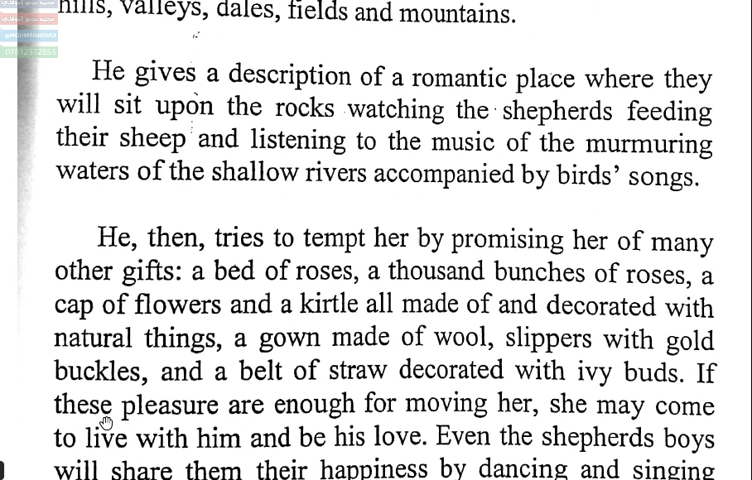 hills, valleys, dales, fields and mountains.
He gives a description of a romantic place where they
will sit upon the rocks watching the shepherds feeding
their sheep and listening to the music of the murmuring
waters of the shallow rivers accompanied by birds' songs.
He, then, tries to tempt her by promising her of many
other gifts: a bed of roses, a thousand bunches of roses, a
cap of flowers and a kirtle all made of and decorated with
natural things, a gown made of wool, slippers with gold
buckles, and a belt of straw decorated with ivy buds. If
these pleasure are enough for moving her, she may come
to live with him and be his love. Even the shepherds boys
will share them their happiness by dancing and singing